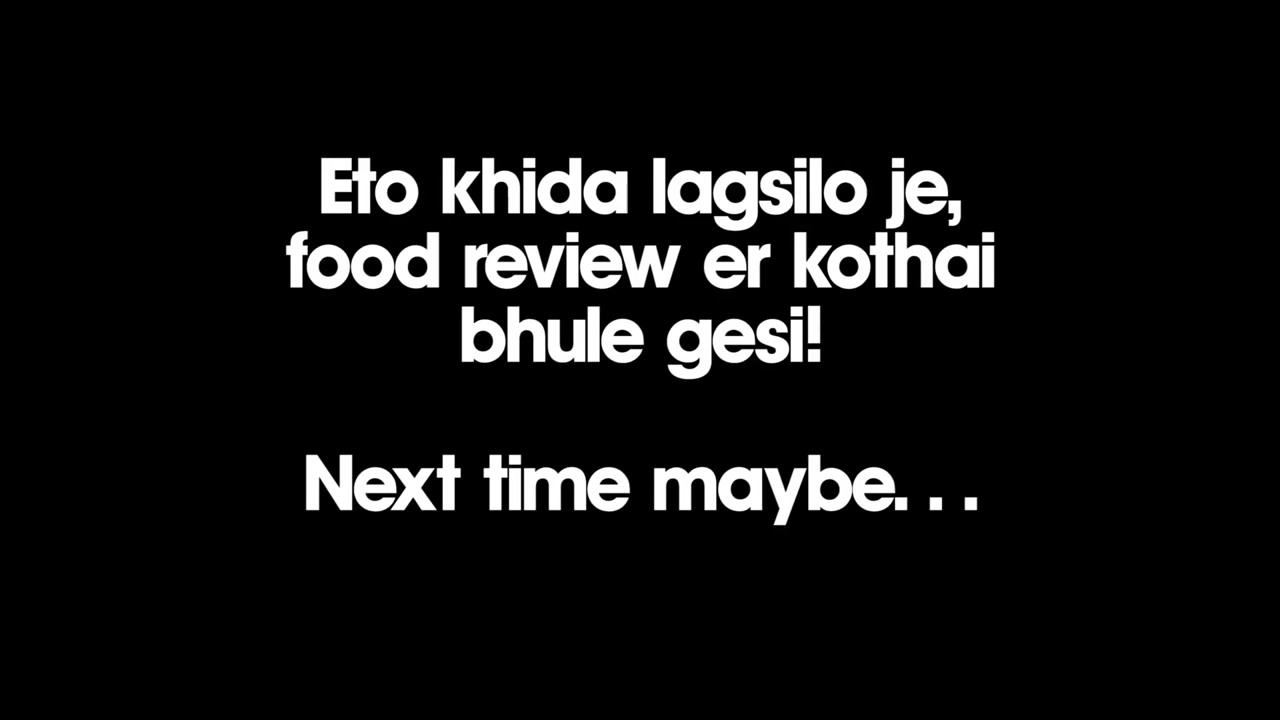 Eto khida lagsilo je,
food review er kothai
bhule gesi!
Next time maybe. . .